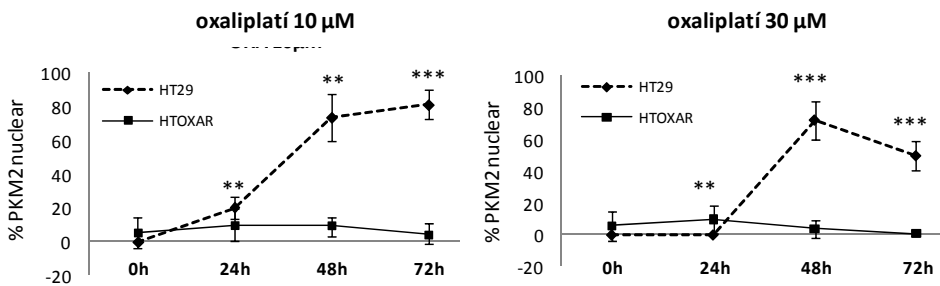 oxaliplatí 10 µM
100
80
60
40
20
0
-20
% PKM2 nuclear
HT29
HTOXAR
**
**
***
0h 24h 48h 72h
oxaliplatí 30 µM
100
80
60
40
20
0
-20
% PKM2 nuclear
HT29
HTOXAR
**
***
***
0h 24h 48h 72h